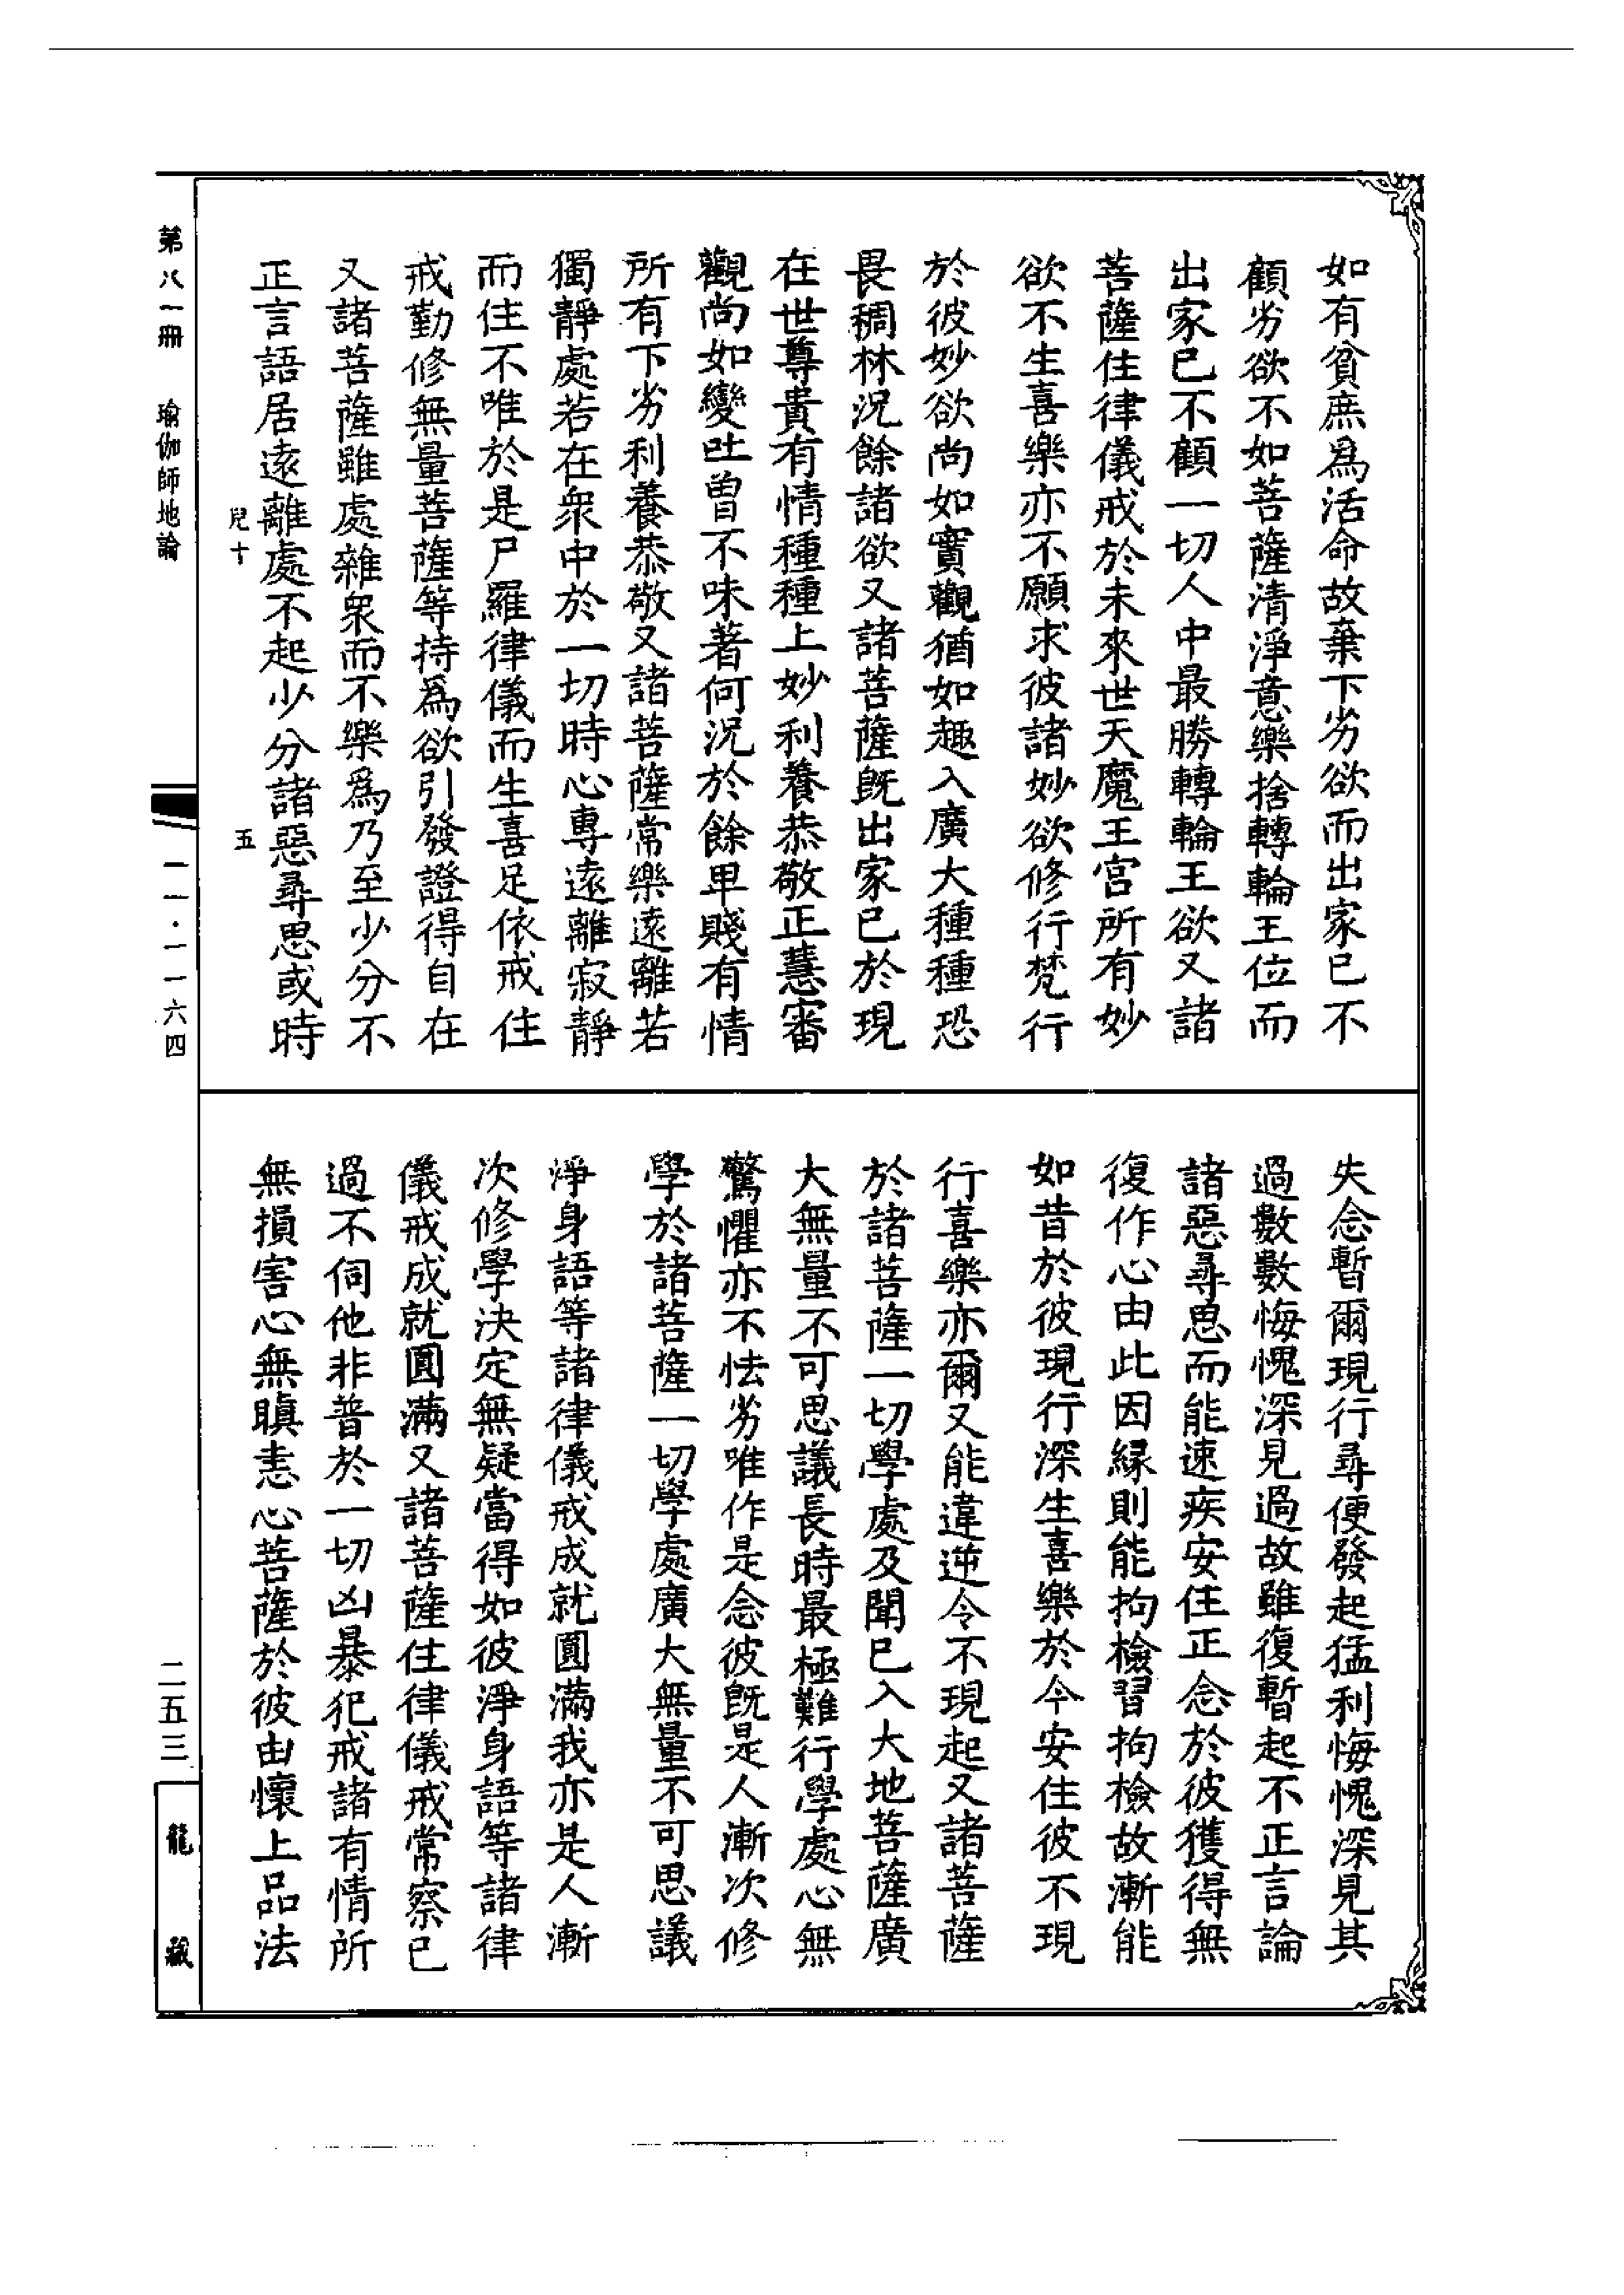 如有貧庶爲活命故棄下劣欲而出家已不
顧劣欲不如菩薩清淨意樂捨轉輪王位而
出家已不顧一切人中最勝轉輪王欲又諸
菩薩住律儀戒於未來世天魔王宮所有妙
欲不生喜樂亦不願求彼諸妙欲修行梵行
於彼妙欲尚如實觀猶如趣入廣大種種恐
畏稠林況餘諸欲又諸菩薩既出家已於現
在世尊貴有情種種上妙利養恭敬正慧審
觀尚如變吐曾不味著何況於餘卑賤有情
所有下劣利養恭敬又諸菩薩常樂遠離若
獨靜處若在衆中於一切時心專遠離寂靜
而住不唯於是尸羅律儀而生喜足依戒住
戒勤修無量菩薩等持爲欲引發證得自在
又諸菩薩雖處雜衆而不樂爲乃至少分不
正言語居遠離處不起少分諸惡尋思或時
失念暫爾現行尋便發起猛利悔愧深見其
過數數悔愧深見過故雖復暫起不正言論
諸惡尋思而能速疾安住正念於彼獲得無
復作心由此因緣則能拘檢習拘檢故漸能
如昔於彼現行深生喜樂於今安住彼不現
行喜樂亦爾又能違逆令不現起又諸菩薩
於諸菩薩一切學處及聞已入大地菩薩廣
大無量不可思議長時最極難行學處心無
驚懼亦不怯劣唯作是念彼既是人漸次修
學於諸菩薩一切學處廣大無量不可思議
淨身語等諸律儀戒成就圓滿我亦是人漸
次修學決定無疑當得如彼淨身語等諸律
儀戒成就圓滿又諸菩薩住律儀戒常察已
過不伺他非普於一切凶暴犯戒諸有情所
無損害心無瞋恚心菩薩於彼由懷上品法
兒十
五
第八一冊 瑜伽師地論
一一·一一六四
二五三
龍藏